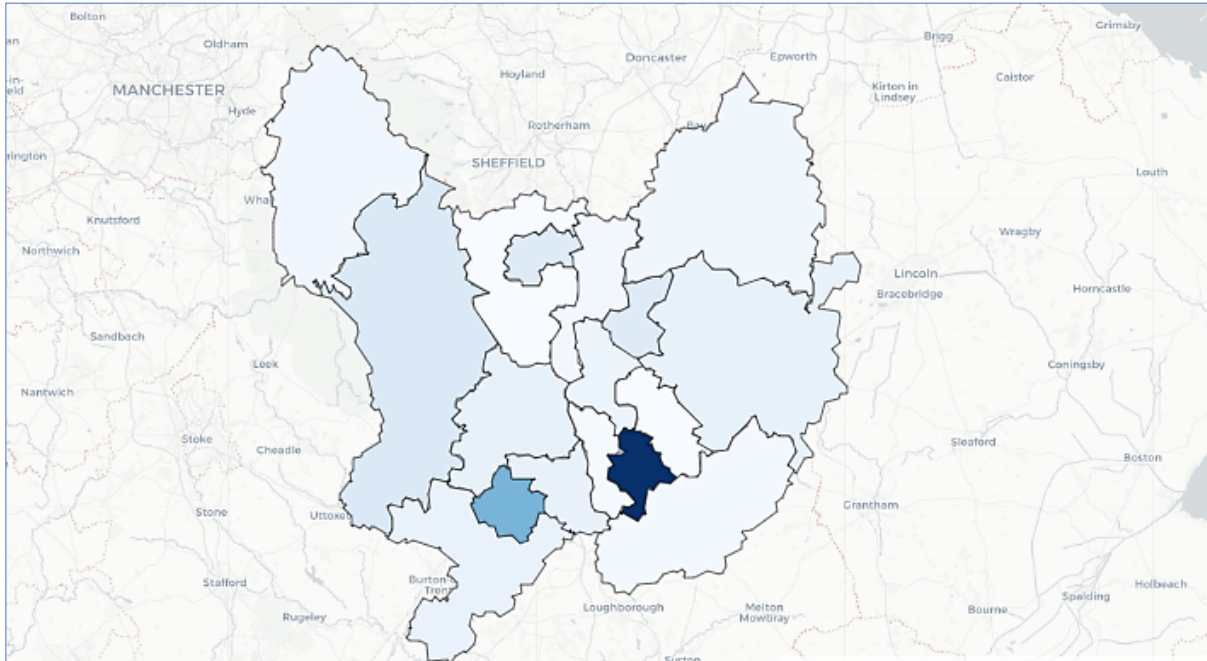 Bolton
Grimsby
Oldham
Brigg
Doncaster
Epworth
Hoyland
Caistor
MANCHESTER
Kirton in
Lindsey
Hyde
Rotherham
SHEFFIELD
Louth
Knutsford
Wragby
Northwich
Lincoln
Horncastle
Bracebridge
Sandbach
Leek
Coningsby
Nantwich
Stoke
Cheadle
Sleaford
Boston
Grantham
Stone
Stafford
Holbeach
Loughborough
Melton
Mowbray
Bourne
Spalding
Rugeley